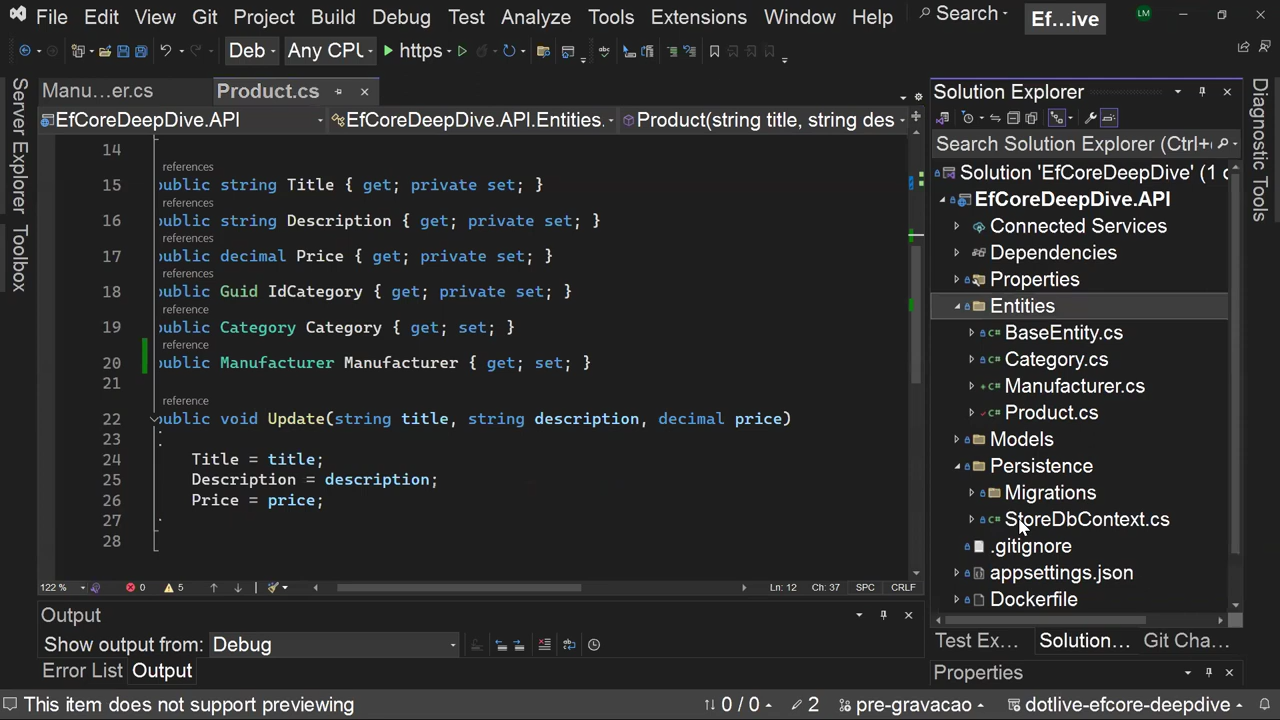 File Edit View Git Project Build Debug Test Analyze Tools Extensions Window Help Search Ef...ive LM
Deb Any CPU https
Server Explorer
Toolbox
Manu...er.cs Product.cs
EfCoreDeepDive.API EfCoreDeepDive.API.Entities. Product(string title, string des
14
references
15 public string Title { get; private set; }
references
16 public string Description { get; private set; }
references
17 public decimal Price { get; private set; }
references
18 public Guid IdCategory { get; private set; }
reference
19 public Category Category { get; set; }
reference
20 public Manufacturer Manufacturer { get; set; }
21
reference
22 public void Update(string title, string description, decimal price)
23
24 Title = title;
25 Description = description;
26 Price = price;
27
28
122 % 0 5 Ln: 12 Ch: 37 SPC CRLF
Output
Show output from: Debug
Error List Output
Solution Explorer
Search Solution Explorer (Ctrl+
Solution 'EfCoreDeepDive' (1 o
EfCoreDeepDive.API
Connected Services
Dependencies
Properties
Entities
BaseEntity.cs
Category.cs
Manufacturer.cs
Product.cs
Models
Persistence
Migrations
StoreDbContext.cs
.gitignore
appsettings.json
Dockerfile
Test Ex... Solution... Git Cha...
Properties
Diagnostic Tools
This item does not support previewing 0 / 0 2 pre-gravacao dotlive-efcore-deepdive